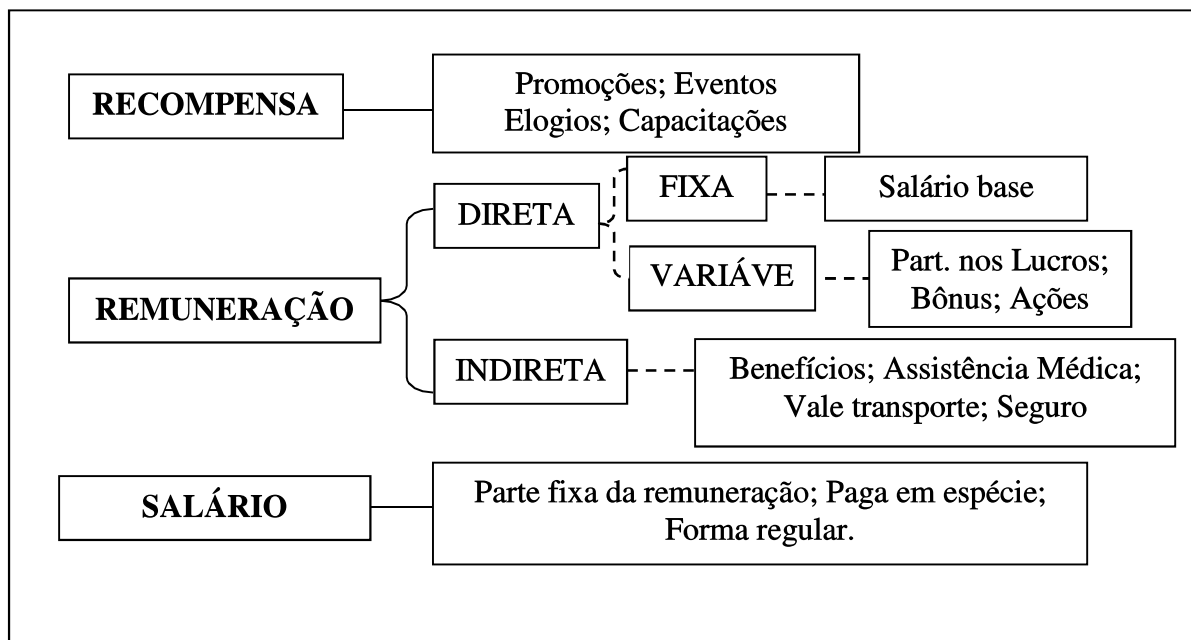 RECOMPENSA
Promoções; Eventos
Elogios; Capacitações
REMUNERAÇÃO
DIRETA
FIXA
Salário base
VARIÁVE
Part. nos Lucros;
Bônus; Ações
INDIRETA
Benefícios; Assistência Médica;
Vale transporte; Seguro
SALÁRIO
Parte fixa da remuneração; Paga em espécie;
Forma regular.